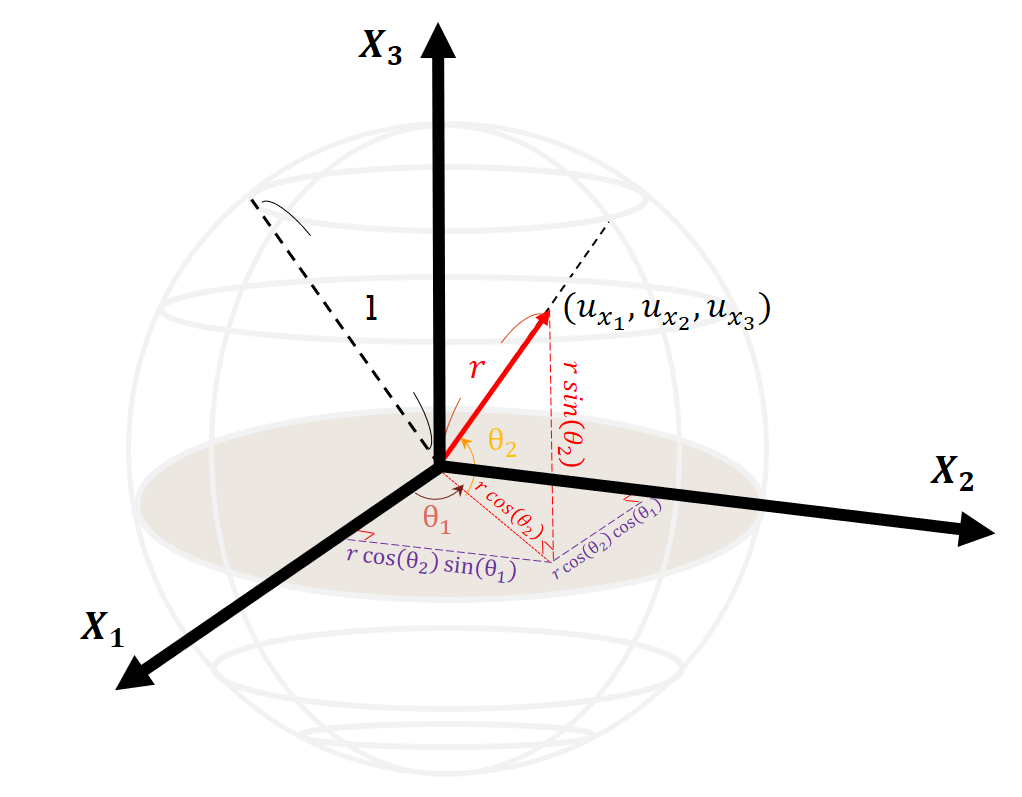 X₃
1
(uₓ₁, uₓ₂, uₓ₃)
r
r sin(θ₂)
θ₂
X₂
r cos(θ₂)
θ₁
r cos(θ₂) cos(θ₁)
r cos(θ₂) sin(θ₁)
X₁